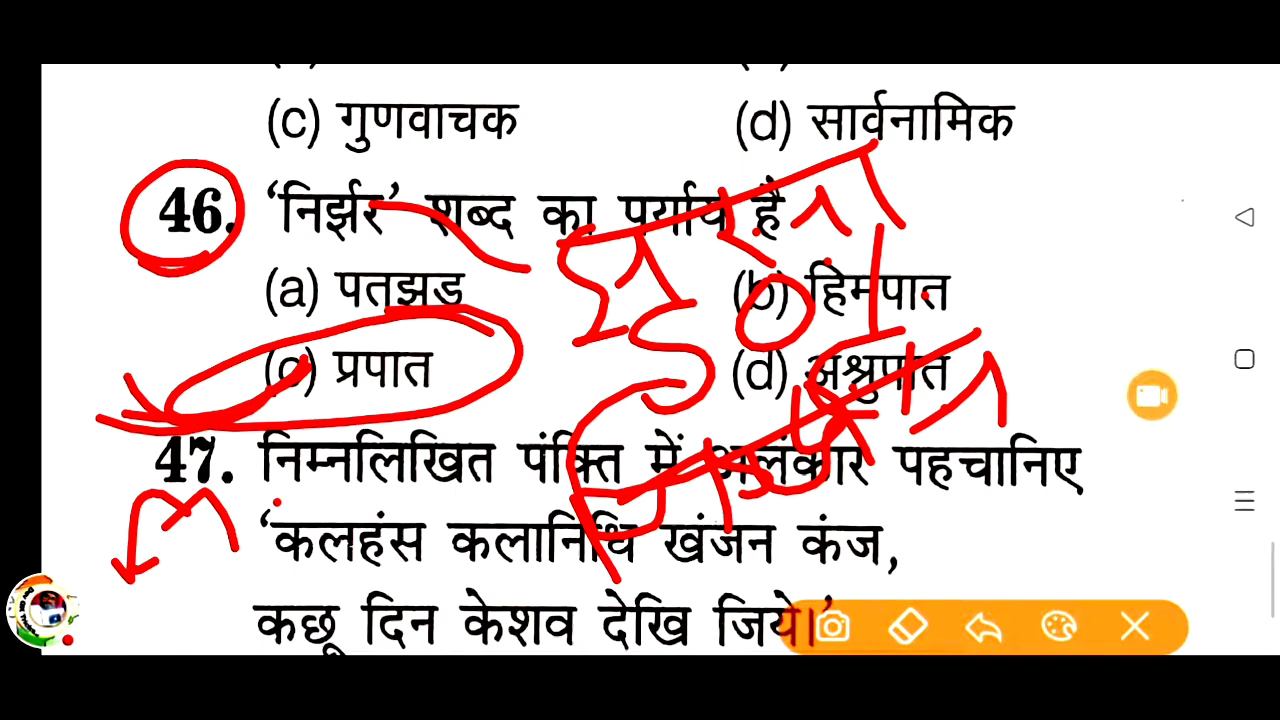 (c) गुणवाचक (d) सार्वनामिक
46. 'निर्झर' शब्द का पर्याय है
(a) पतझड़ (b) हिमपात
(c) प्रपात (d) अश्रुपात
47. निम्नलिखित पंक्ति में अलंकार पहचानिए
'कलहंस कलानिधि खंजन कंज,
कछू दिन केशव देखि जिये।'